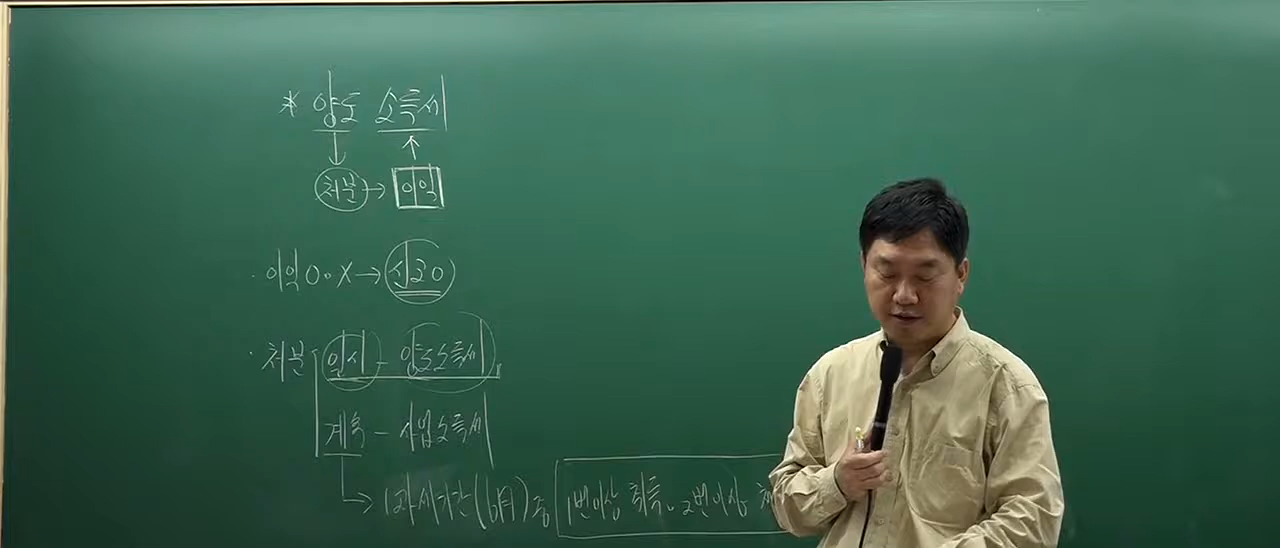 * 양도 소득세
처분 → 이익
· 이익 O·X → 신고 O
· 처분 일시 - 양도소득세
계속 - 사업소득세
→ 1과세기간(6月)중 1번이상 취득, 2번이상